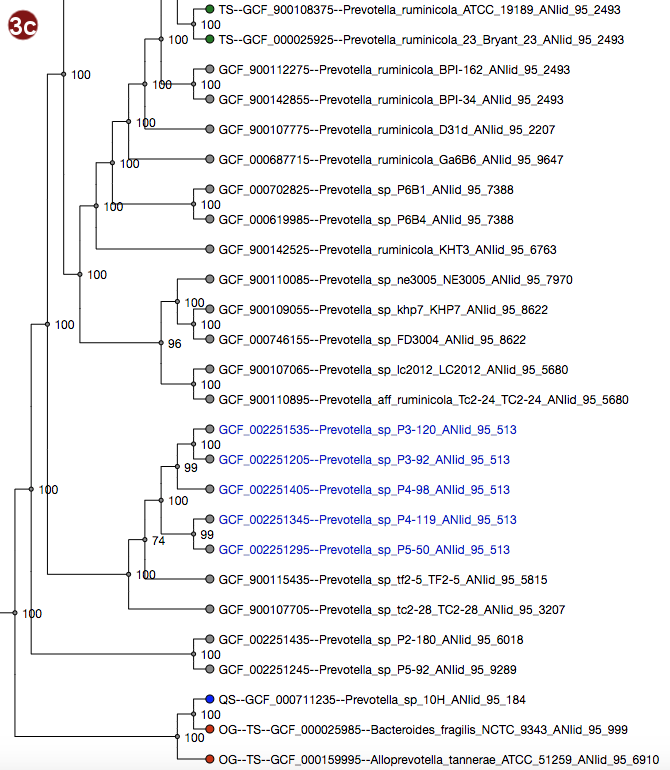 3c
TS--GCF_900108375--Prevotella_ruminicola_ATCC_19189_ANIid_95_2493
100
TS--GCF_000025925--Prevotella_ruminicola_23_Bryant_23_ANIid_95_2493
100
GCF_900112275--Prevotella_ruminicola_BPI-162_ANIid_95_2493
100
100
100
GCF_900142855--Prevotella_ruminicola_BPI-34_ANIid_95_2493
100
GCF_900107775--Prevotella_ruminicola_D31d_ANIid_95_2207
GCF_000687715--Prevotella_ruminicola_Ga6B6_ANIid_95_9647
100
GCF_000702825--Prevotella_sp_P6B1_ANIid_95_7388
100
100
GCF_000619985--Prevotella_sp_P6B4_ANIid_95_7388
GCF_900142525--Prevotella_ruminicola_KHT3_ANIid_95_6763
100
GCF_900110085--Prevotella_sp_ne3005_NE3005_ANIid_95_7970
100
GCF_900109055--Prevotella_sp_khp7_KHP7_ANIid_95_8622
100
100
GCF_000746155--Prevotella_sp_FD3004_ANIid_95_8622
96
GCF_900107065--Prevotella_sp_lc2012_LC2012_ANIid_95_5680
100
GCF_900110895--Prevotella_aff_ruminicola_Tc2-24_TC2-24_ANIid_95_5680
GCF_002251535--Prevotella_sp_P3-120_ANIid_95_513
100
GCF_002251205--Prevotella_sp_P3-92_ANIid_95_513
99
GCF_002251405--Prevotella_sp_P4-98_ANIid_95_513
100
100
GCF_002251345--Prevotella_sp_P4-119_ANIid_95_513
99
74
GCF_002251295--Prevotella_sp_P5-50_ANIid_95_513
100
GCF_900115435--Prevotella_sp_tf2-5_TF2-5_ANIid_95_5815
GCF_900107705--Prevotella_sp_tc2-28_TC2-28_ANIid_95_3207
100
GCF_002251435--Prevotella_sp_P2-180_ANIid_95_6018
100
GCF_002251245--Prevotella_sp_P5-92_ANIid_95_9289
QS--GCF_000711235--Prevotella_sp_10H_ANIid_95_184
100
OG--TS--GCF_000025985--Bacteroides_fragilis_NCTC_9343_ANIid_95_999
100
OG--TS--GCF_000159995--Alloprevotella_tannerae_ATCC_51259_ANIid_95_6910